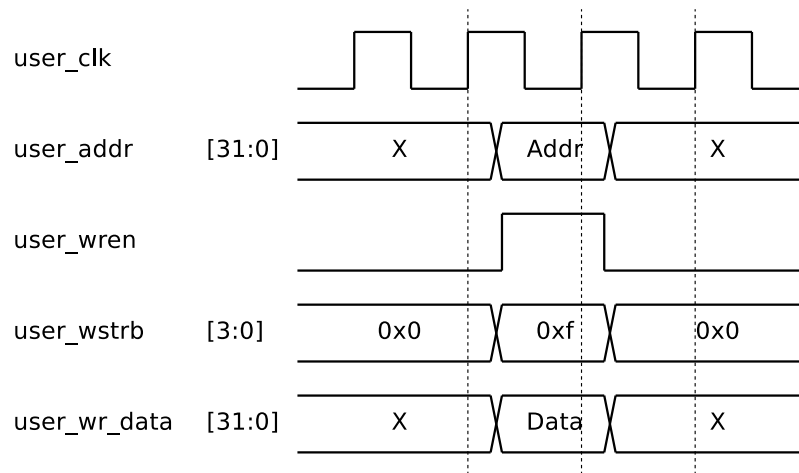 user_clk
user_addr [31:0] X Addr X
user_wren
user_wstrb [3:0] 0x0 0xf 0x0
user_wr_data [31:0] X Data X